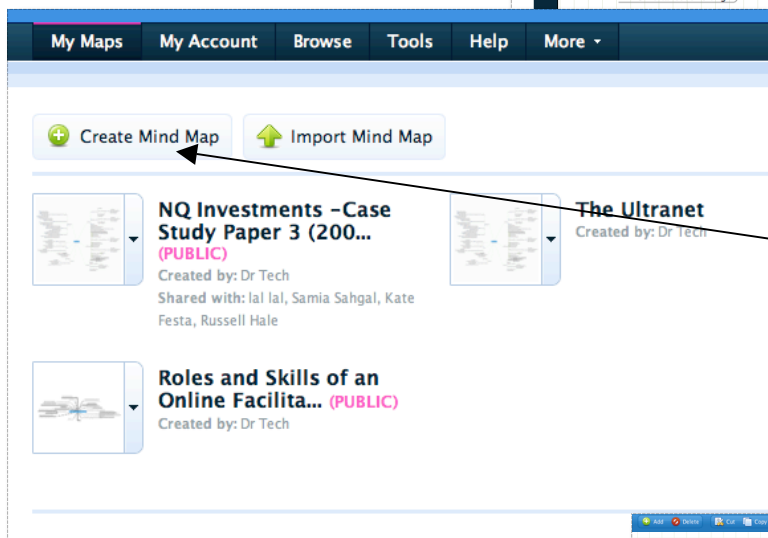 My Maps My Account Browse Tools Help More
Create Mind Map Import Mind Map
NQ Investments –Case
Study Paper 3 (200...
(PUBLIC)
Created by: Dr Tech
Shared with: lal lal, Samia Sahgal, Kate
Festa, Russell Hale
The Ultranet
Created by: Dr Tech
Roles and Skills of an
Online Facilita... (PUBLIC)
Created by: Dr Tech
Add Delete Cut Copy